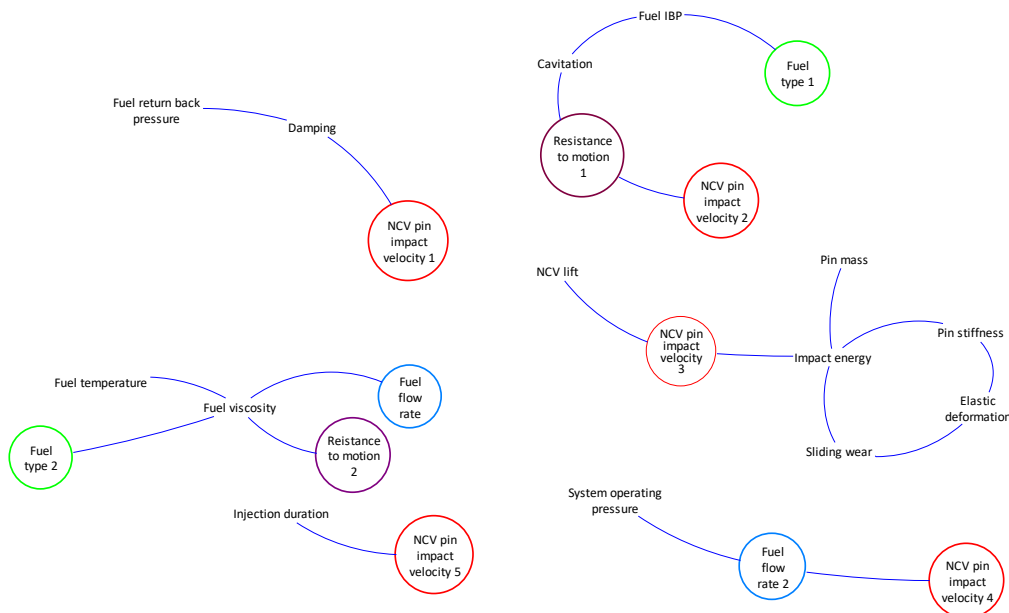 Fuel return back
pressure
Damping
NCV pin
impact
velocity 1
Fuel IBP
Cavitation
Fuel
type 1
Resistance
to motion
1
NCV pin
impact
velocity 2
NCV lift
Pin mass
NCV pin
impact
velocity
3
Impact energy
Pin stiffness
Elastic
deformation
Sliding wear
Fuel temperature
Fuel viscosity
Fuel
flow
rate
Fuel
type 2
Reistance
to motion
2
Injection duration
NCV pin
impact
velocity 5
System operating
pressure
Fuel
flow
rate 2
NCV pin
impact
velocity 4